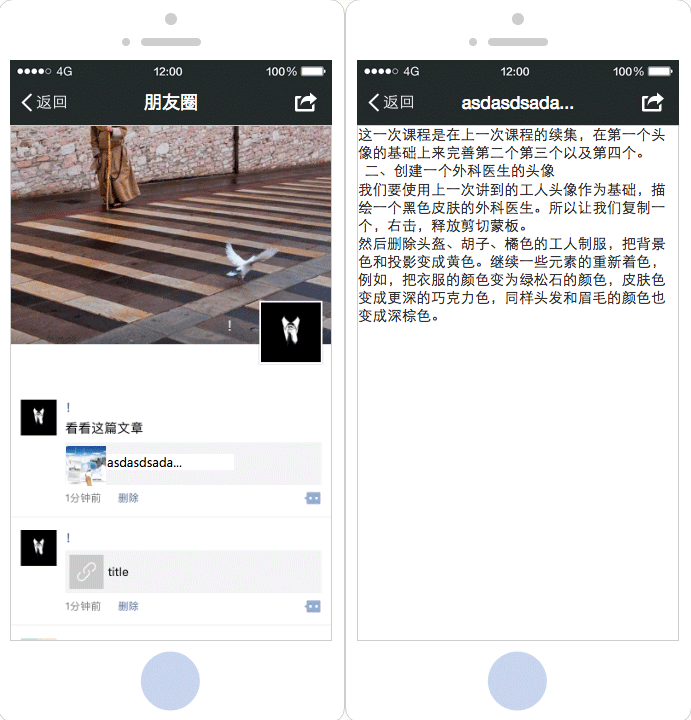 4G 12:00 100%
返回 朋友圈
!
!
看看这篇文章
asdasdsada...
1分钟前 删除
!
title
1分钟前 删除
4G 12:00 100%
返回 asdasdsada...
这一次课程是在上一次课程的续集，在第一个头
像的基础上来完善第二个第三个以及第四个。
二、创建一个外科医生的头像
我们要使用上一次讲到的工人头像作为基础，描
绘一个黑色皮肤的外科医生。所以让我们复制一
个，右击，释放剪切蒙板。
然后删除头盔、胡子、橘色的工人制服，把背景
色和投影变成黄色。继续一些元素的重新着色，
例如，把衣服的颜色变为绿松石的颜色，皮肤色
变成更深的巧克力色，同样头发和眉毛的颜色也
变成深棕色。